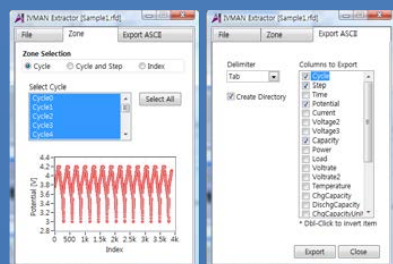 IVMAN Extractor [Sample1.rfd]
File Zone Export ASCII
Zone Selection
Cycle Cycle and Step Index
Select Cycle
Cycle0
Cycle1
Cycle2
Cycle3
Cycle4
Select All
4.4
4.2
4
3.8
3.6
3.4
3.2
3
2.8
Potential [V]
0 500 1k 1.5k 2k 2.5k 3k 3.5k 4k
Index
IVMAN Extractor [Sample1.rfd]
File Zone Export ASCII
Delimiter
Tab
Create Directory
Columns to Export
Cycle
Step
Time
Potential
Current
Voltage2
Voltage3
Capacity
Power
Load
Voltrate
Voltrate2
Temperature
ChgCapacity
DischgCapacity
ChgCapacityUnit
* Dbl-Click to invert item
Export Close